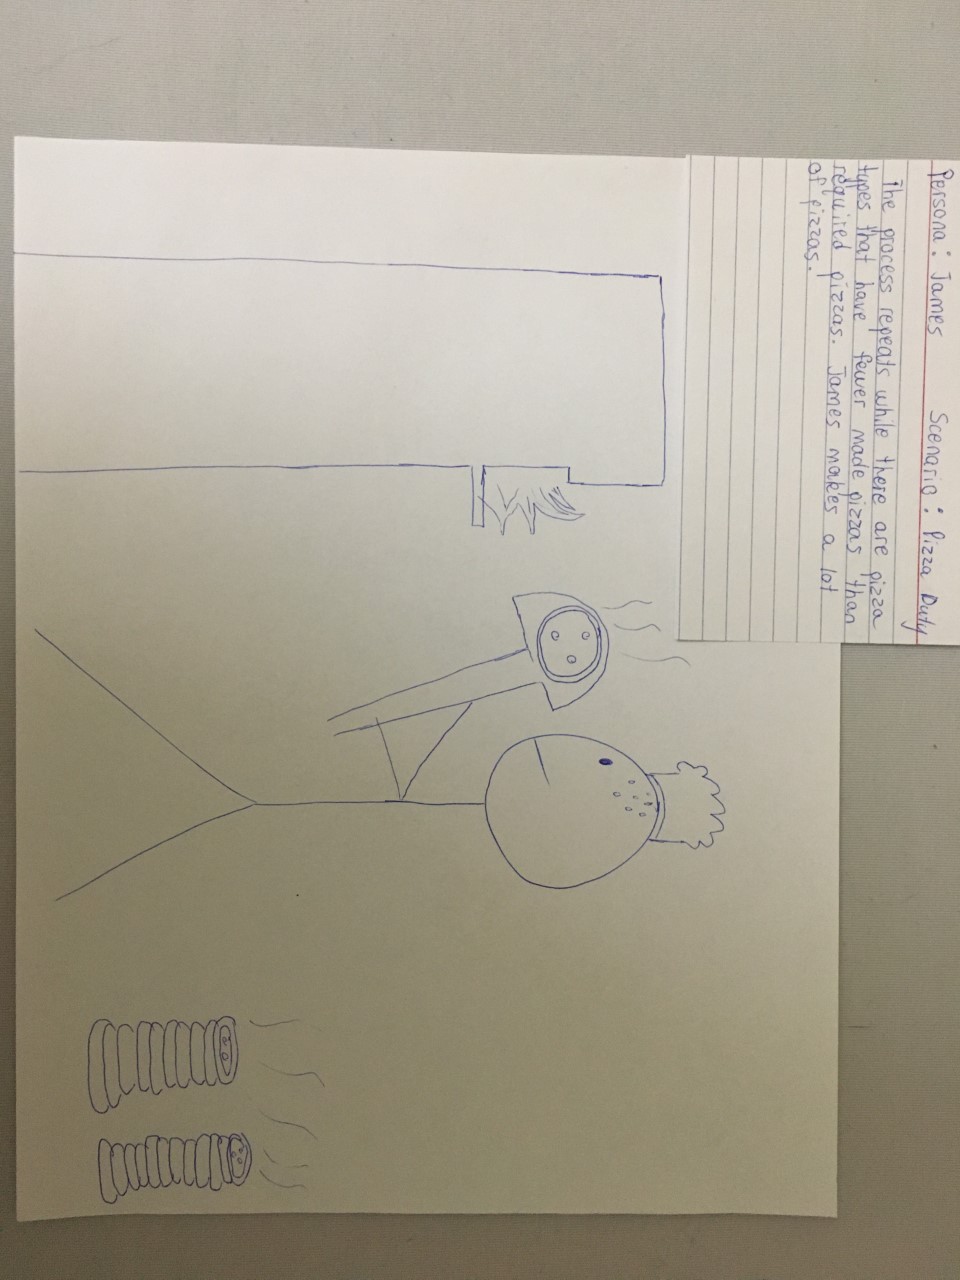 Persona: James Scenario: Pizza Duty
The process repeats while there are pizza
types that have fewer made pizzas than
required pizzas. James makes a lot
of pizzas.